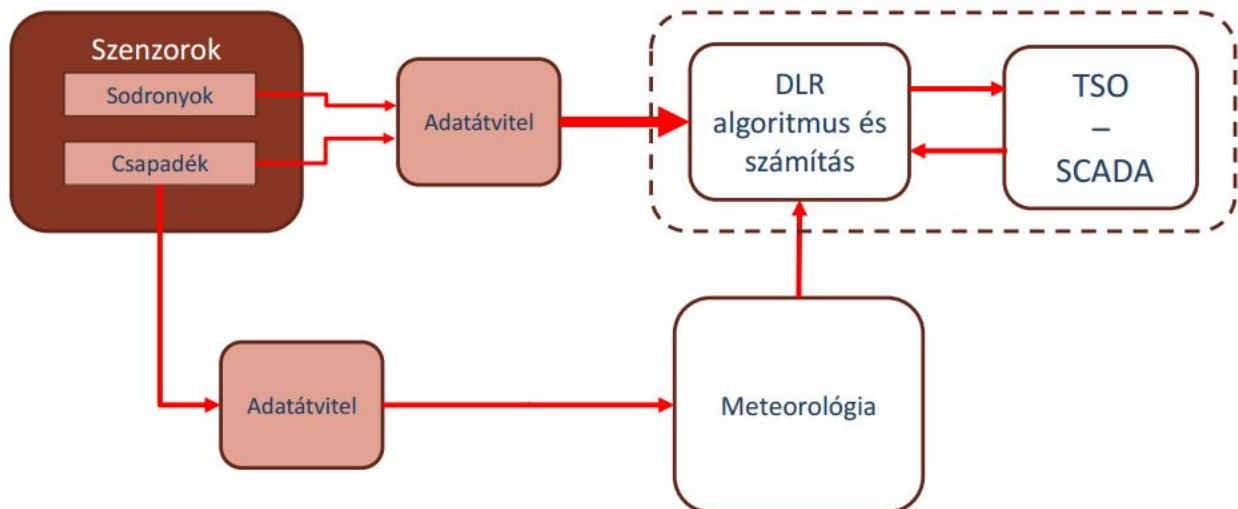 Szenzorok
Sodronyok
Csapadék
Adatátvitel
DLR
algoritmus és
számítás
TSO
–
SCADA
Adatátvitel
Meteorológia